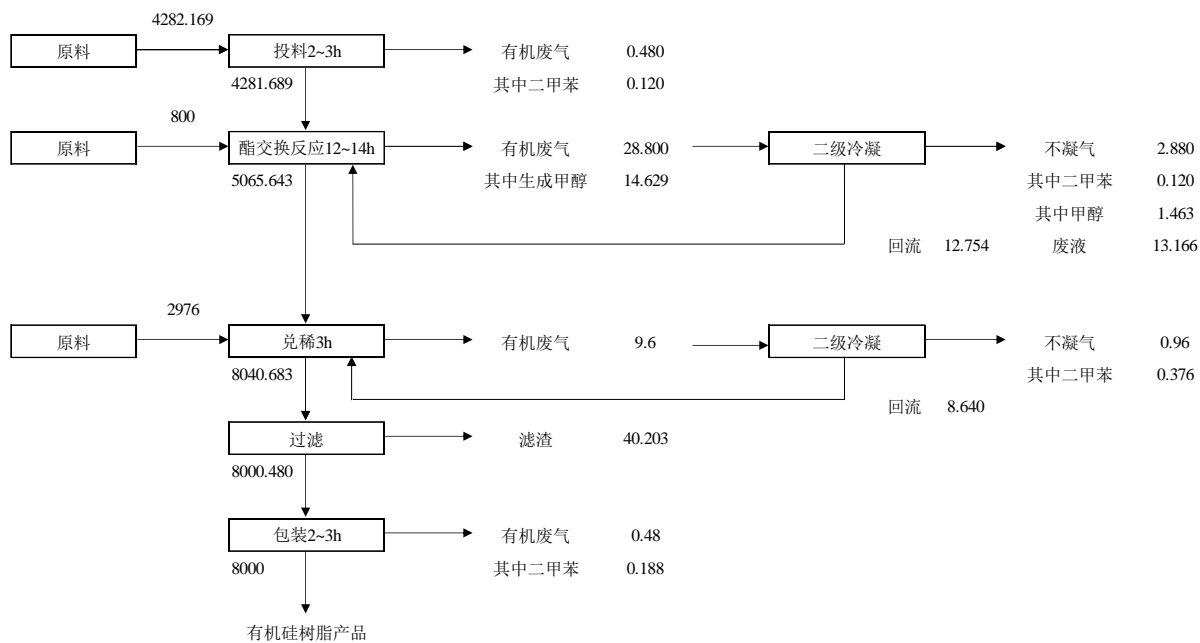 4282.169
原料 投料2~3h 有机废气 0.480
4281.689 其中二甲苯 0.120
800
原料 酯交换反应12~14h 有机废气 28.800 二级冷凝 不凝气 2.880
5065.643 其中生成甲醇 14.629 其中二甲苯 0.120
其中甲醇 1.463
回流 12.754 废液 13.166
2976
原料 兑稀3h 有机废气 9.6 二级冷凝 不凝气 0.96
8040.683 其中二甲苯 0.376
回流 8.640
过滤 滤渣 40.203
8000.480
包装2~3h 有机废气 0.48
8000 其中二甲苯 0.188
有机硅树脂产品